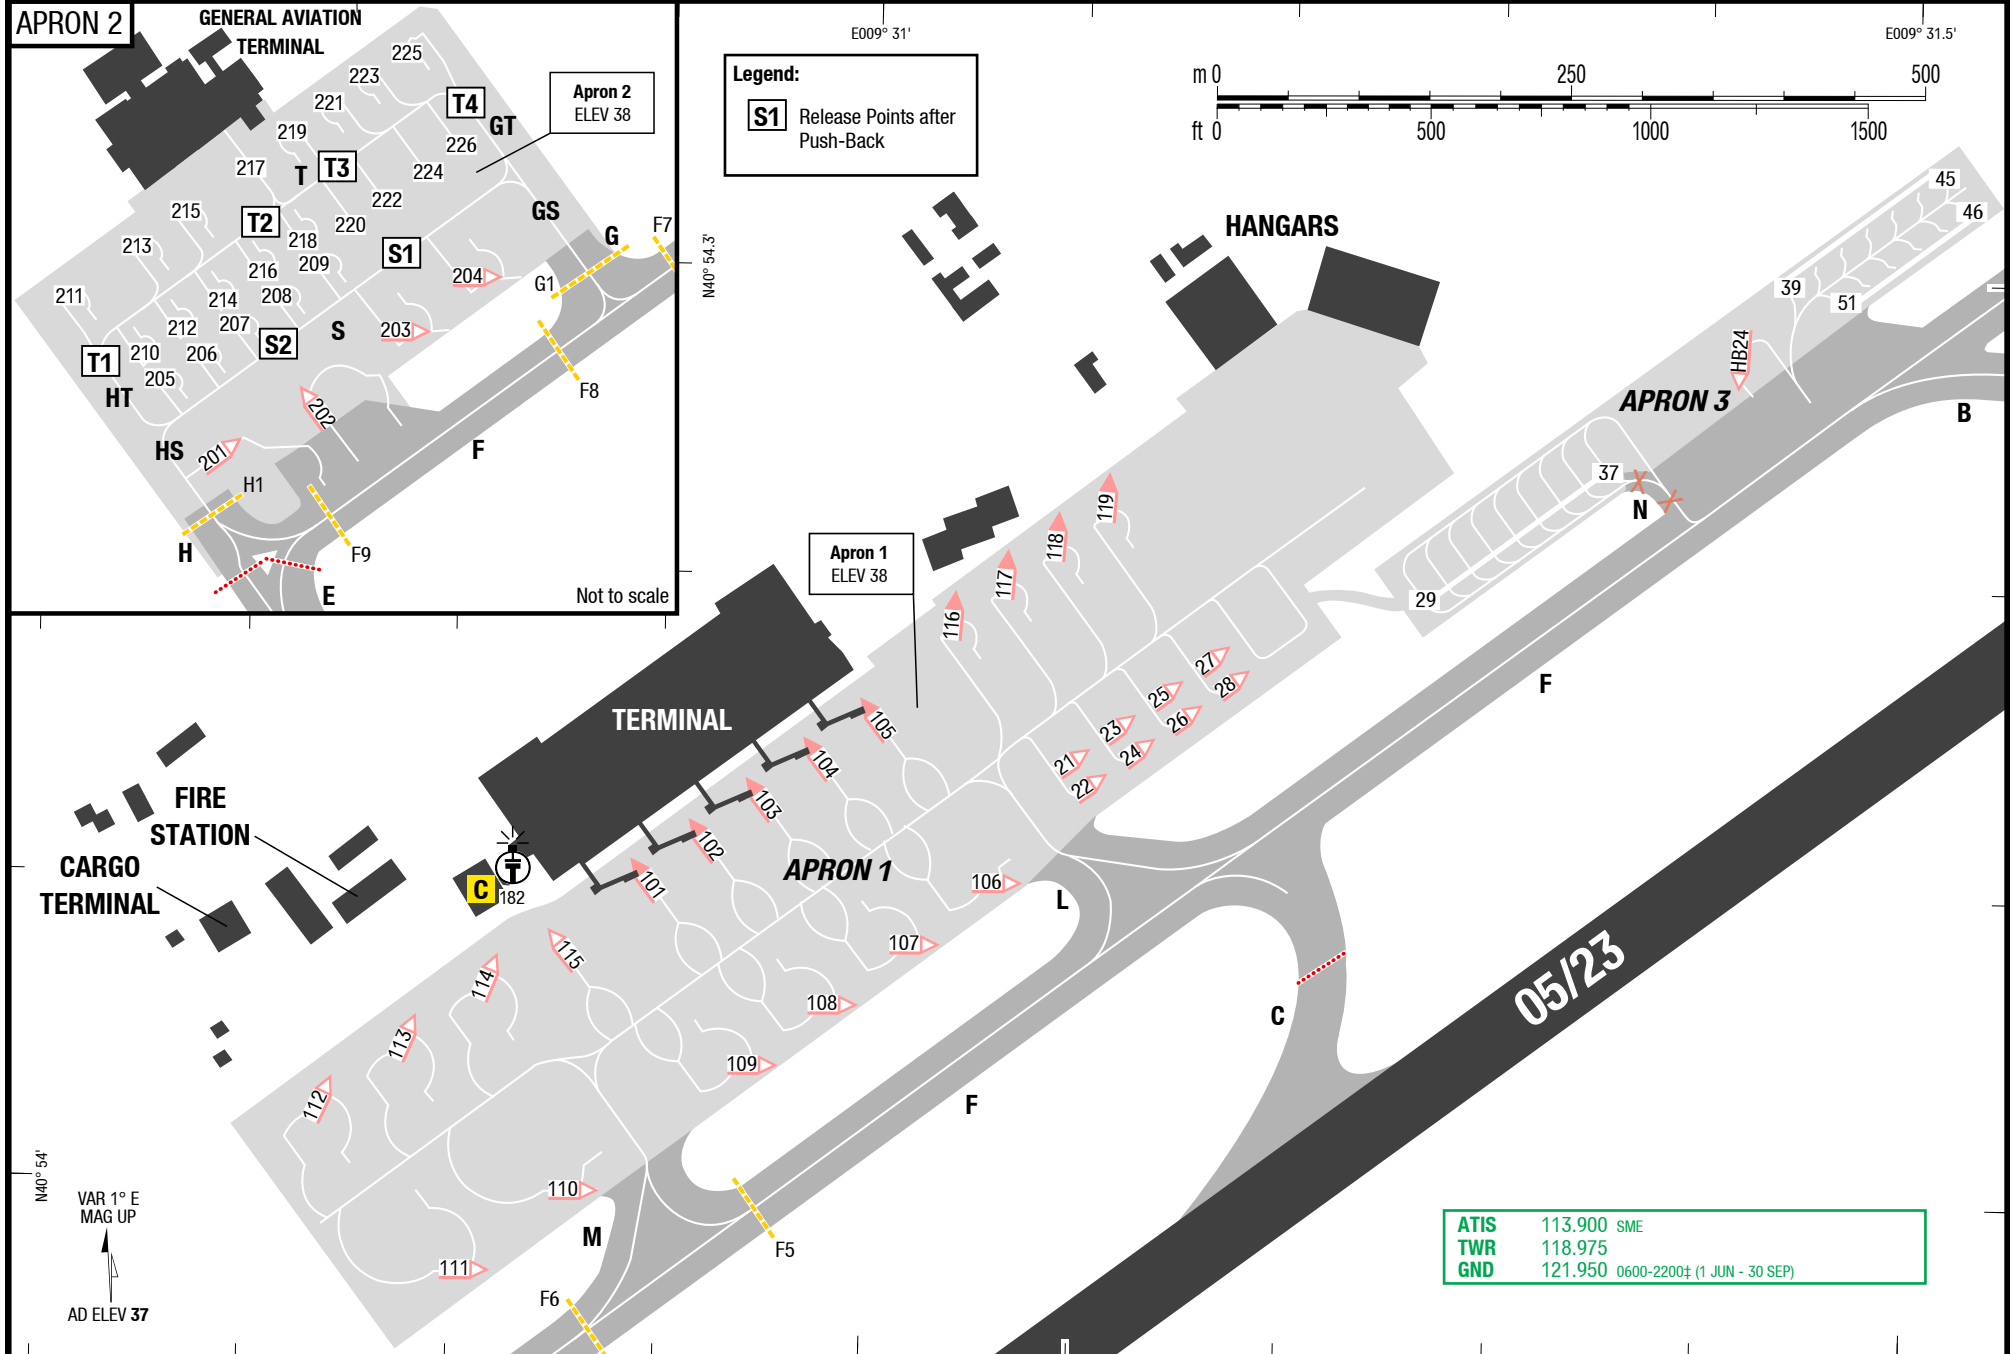 APRON 2
GENERAL AVIATION
TERMINAL
225
223
221
219
217
215
213
211
T4
GT
226
224
222
220
218
216
214
212
210
T
T3
T2
T1
HT
209
208
207
206
205
S1
S2
S
GS
G
F7
G1
204
203
202
201
HS
H1
H
F8
F
F9
E
Apron 2
ELEV 38
Not to scale
Legend:
S1 Release Points after
Push-Back
E009° 31'
E009° 31.5'
m 0 250 500
ft 0 500 1000 1500
N40° 54.3'
HANGARS
45
46
39
51
HB24
APRON 3
B
37
N
29
F
119
118
117
116
Apron 1
ELEV 38
27
28
25
26
23
24
21
22
TERMINAL
105
104
103
102
101
APRON 1
106
107
108
109
110
111
L
C
05/23
FIRE
STATION
CARGO
TERMINAL
C
T
182
115
114
113
112
F
M
F5
F6
N40° 54'
VAR 1° E
MAG UP
AD ELEV 37
ATIS 113.900 SME
TWR 118.975
GND 121.950 0600-2200‡ (1 JUN - 30 SEP)